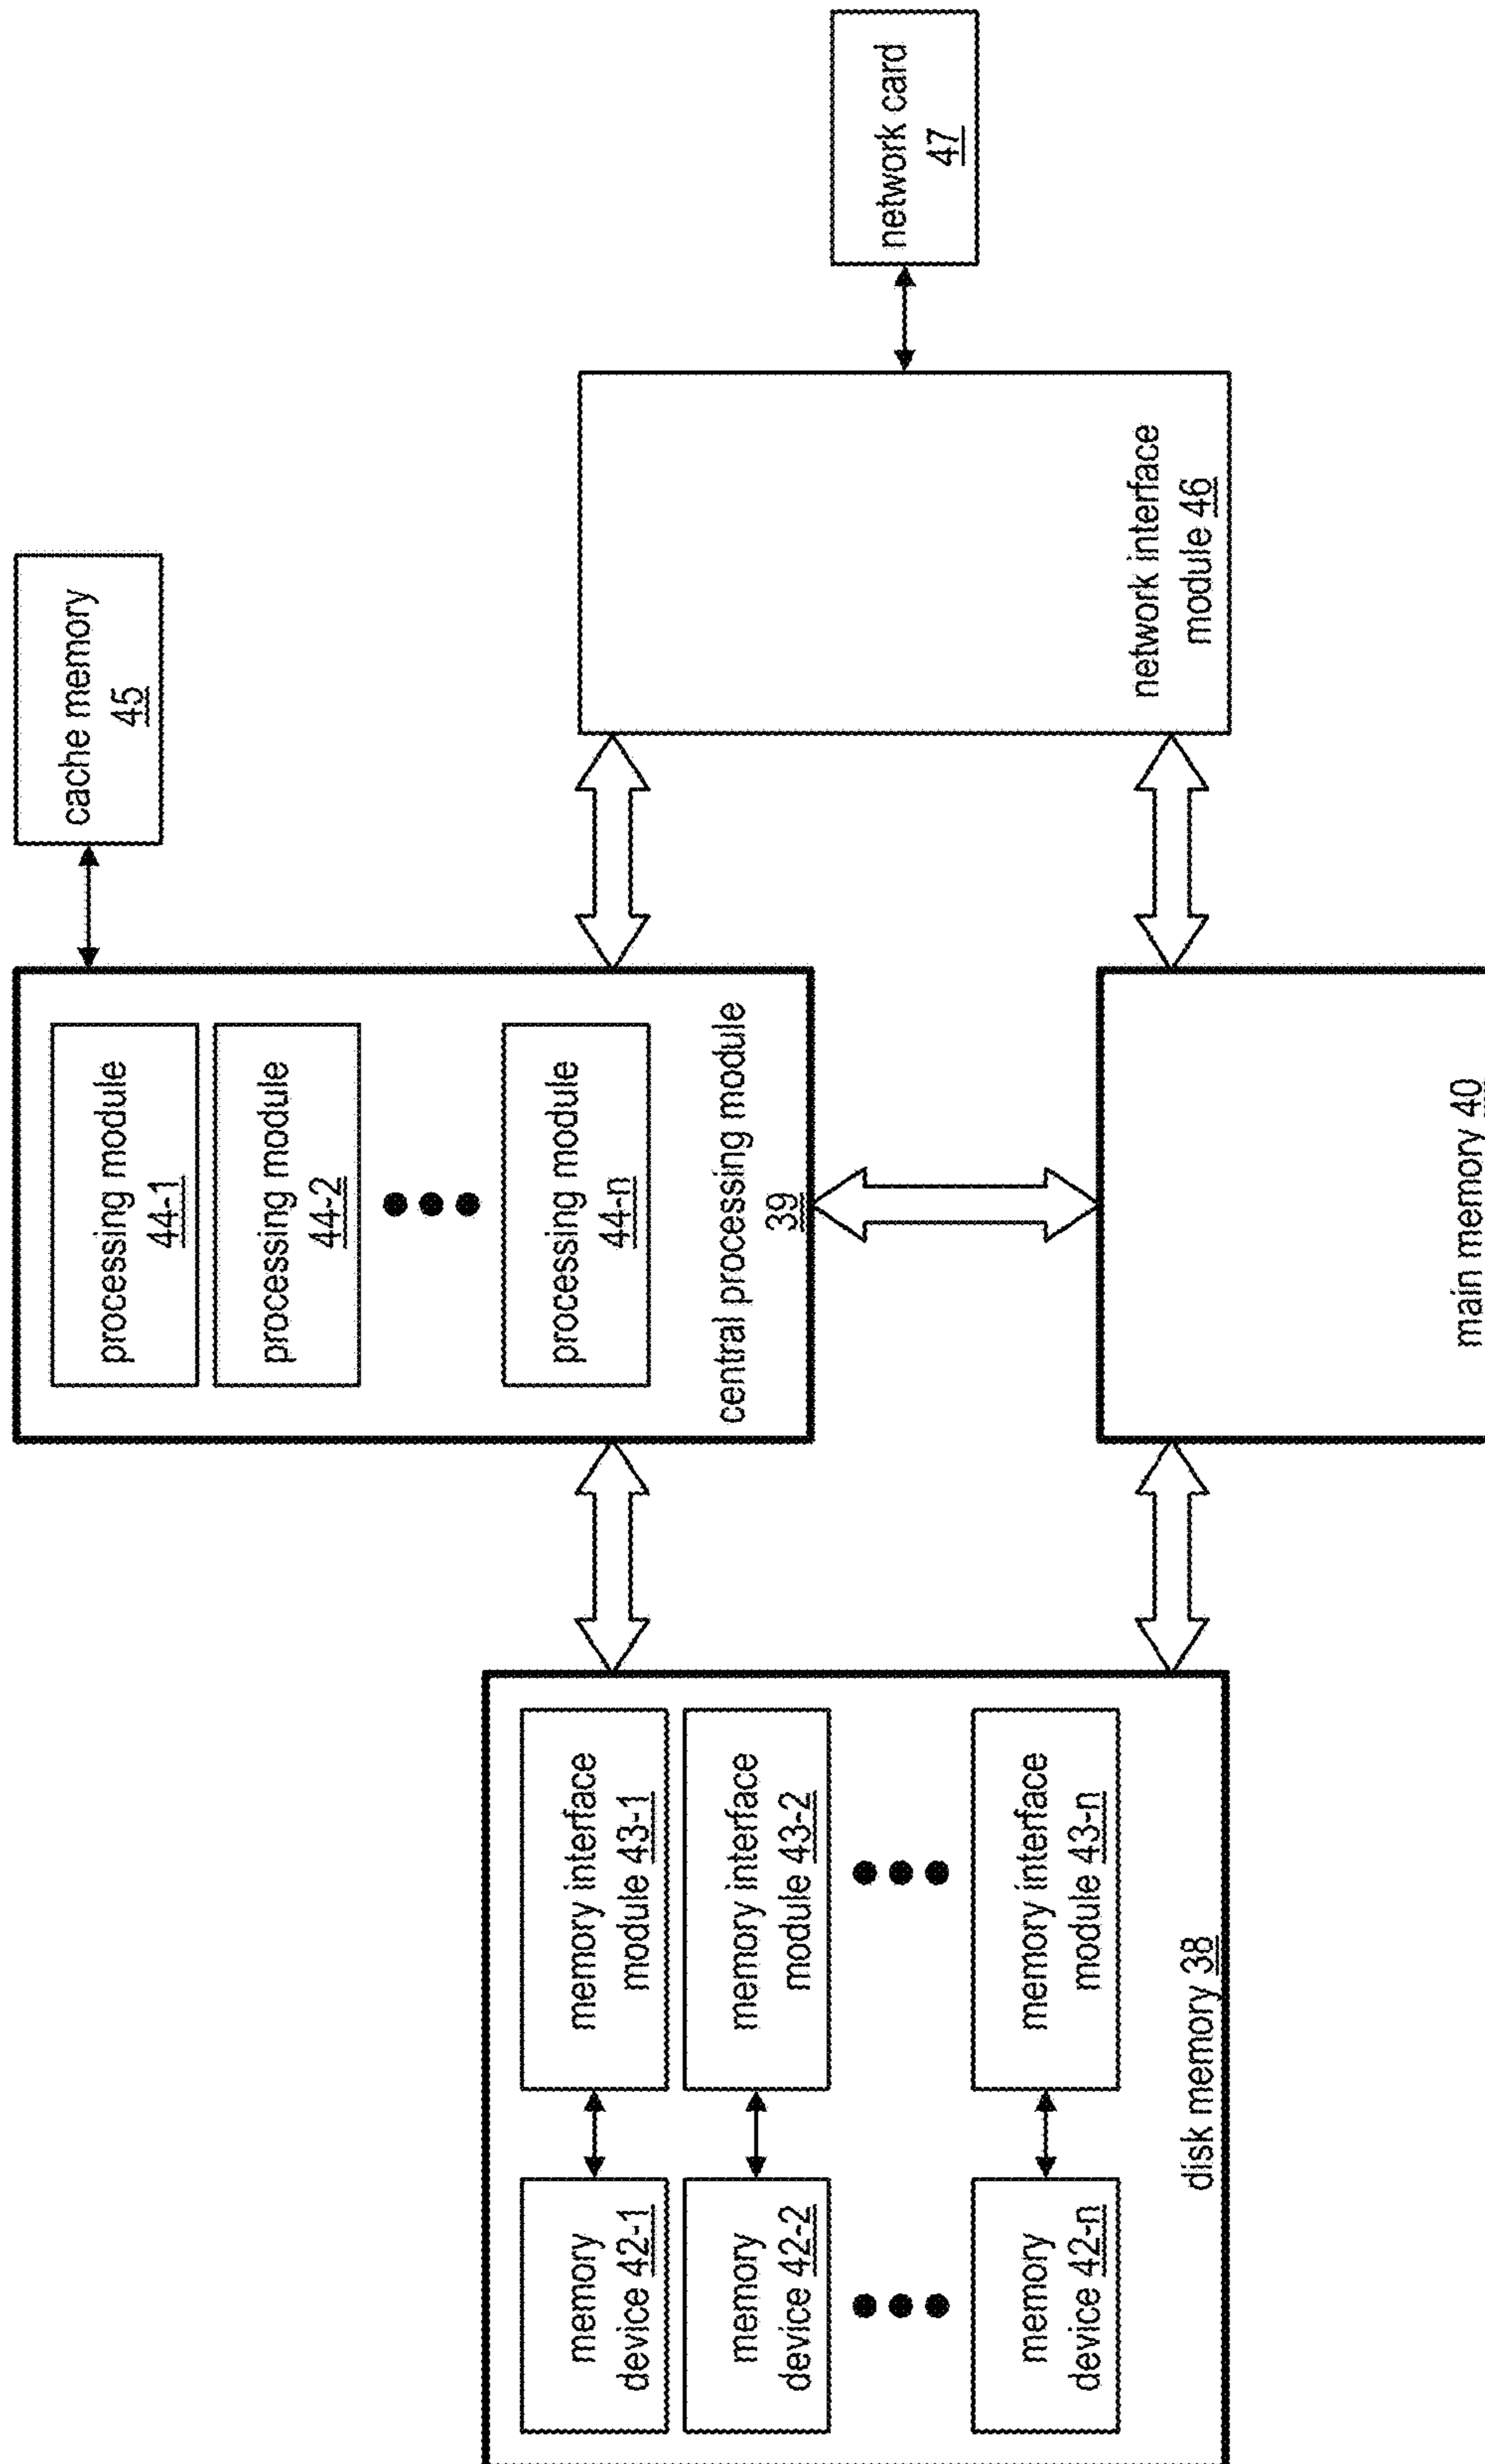 memory
device 42-1
memory
device 42-2
memory
device 42-n
memory interface
module 43-1
memory interface
module 43-2
memory interface
module 43-n
disk memory 38
processing module
44-1
processing module
44-2
processing module
44-n
central processing module
39
main memory 40
cache memory
45
network interface
module 46
network card
47